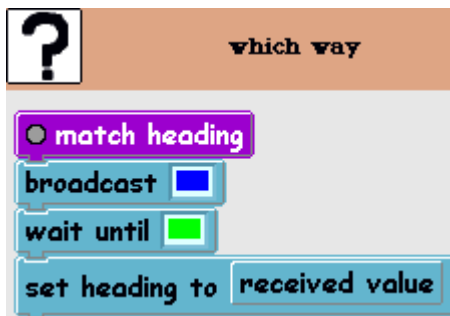 ?
which way
match heading
broadcast
wait until
set heading to received value